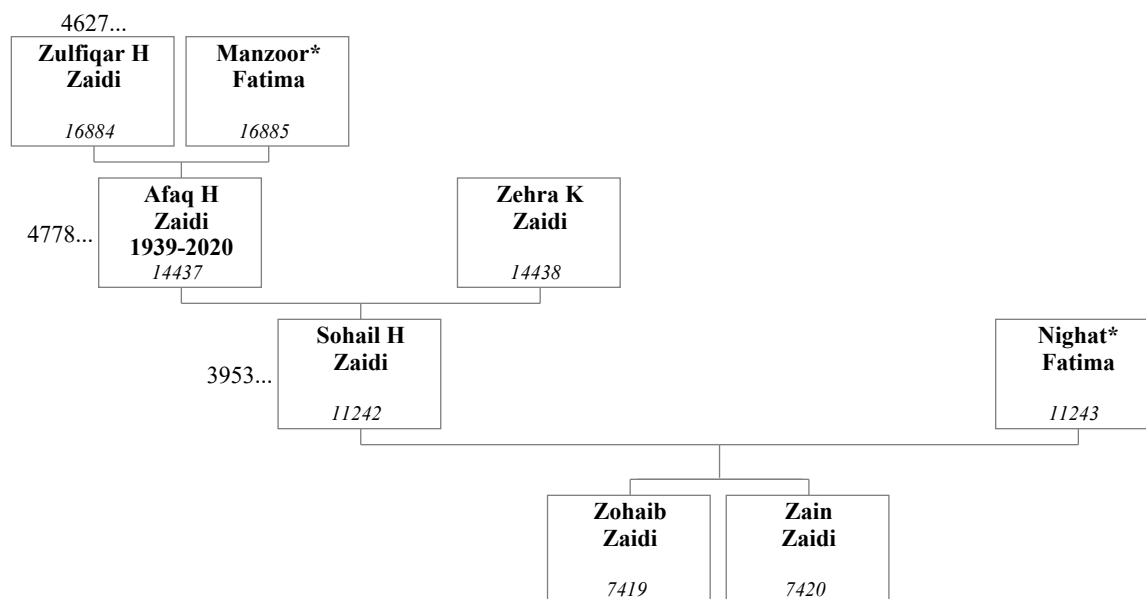 4627...
Zulfiqar H
Zaidi
16884
Manzoor*
Fatima
16885
4778...
Afaq H
Zaidi
1939-2020
14437
Zehra K
Zaidi
14438
3953...
Sohail H
Zaidi
11242
Nighat*
Fatima
11243
Zohaib
Zaidi
7419
Zain
Zaidi
7420